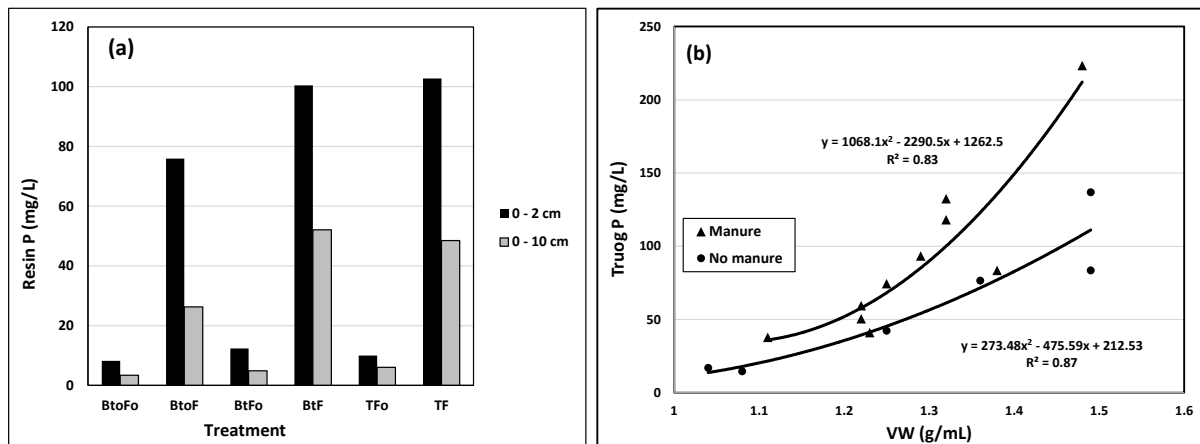 (a)
120
100
80
60
40
20
0
Resin P (mg/L)
BtoFo BtoF BtFo BtF TFo TF
Treatment
0 - 2 cm
0 - 10 cm
(b)
250
200
150
100
50
0
Truog P (mg/L)
y = 1068.1x² - 2290.5x + 1262.5
R² = 0.83
Manure
No manure
y = 273.48x² - 475.59x + 212.53
R² = 0.87
1 1.1 1.2 1.3 1.4 1.5 1.6
VW (g/mL)